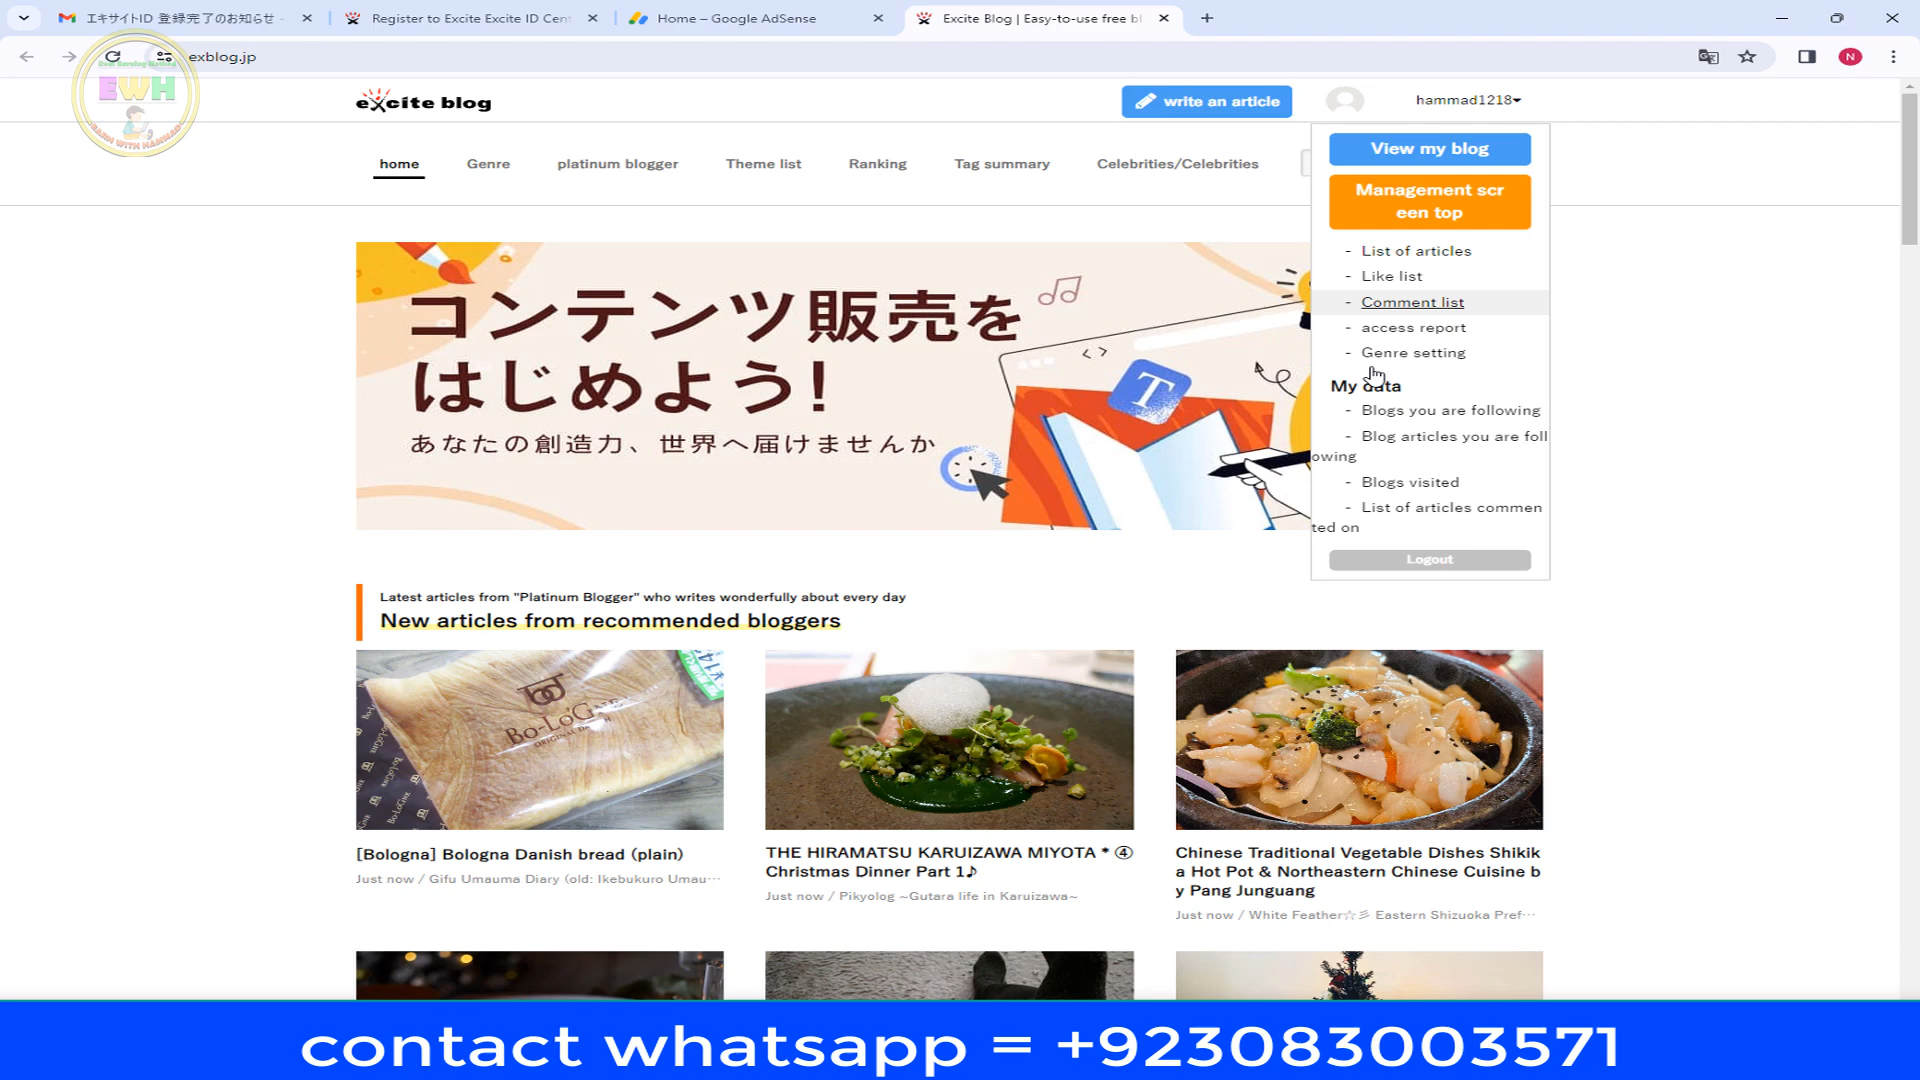 エキサイトID 登録完了のお知らせ -
Register to Excite Excite ID Cent
Home – Google AdSense
Excite Blog | Easy-to-use free bl
exblog.jp
N
EWH
LEARN WITH HAMMAD
excite blog
write an article
hammad1218
home
Genre
platinum blogger
Theme list
Ranking
Tag summary
Celebrities/Celebrities
View my blog
Management scr
een top
- List of articles
- Like list
- Comment list
- access report
- Genre setting
My data
- Blogs you are following
- Blog articles you are foll
owing
- Blogs visited
- List of articles commen
ted on
Logout
コンテンツ販売を
はじめよう!
あなたの創造力、世界へ届けませんか
T
Latest articles from "Platinum Blogger" who writes wonderfully about every day
New articles from recommended bloggers
BO-LO'GNE
[Bologna] Bologna Danish bread (plain)
Just now / Gifu Umauma Diary (old: Ikebukuro Umau…
THE HIRAMATSU KARUIZAWA MIYOTA * ④
Christmas Dinner Part 1♪
Just now / Pikyolog ~Gutara life in Karuizawa~
Chinese Traditional Vegetable Dishes Shikik
a Hot Pot & Northeastern Chinese Cuisine b
y Pang Junguang
Just now / White Feather☆彡 Eastern Shizuoka Pref…
contact whatsapp = +923083003571